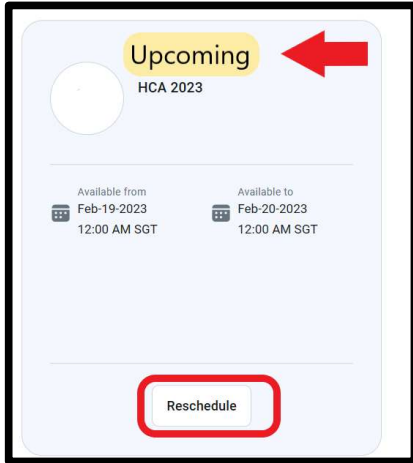 Upcoming
HCA 2023
Available from
Feb-19-2023
12:00 AM SGT
Available to
Feb-20-2023
12:00 AM SGT
Reschedule